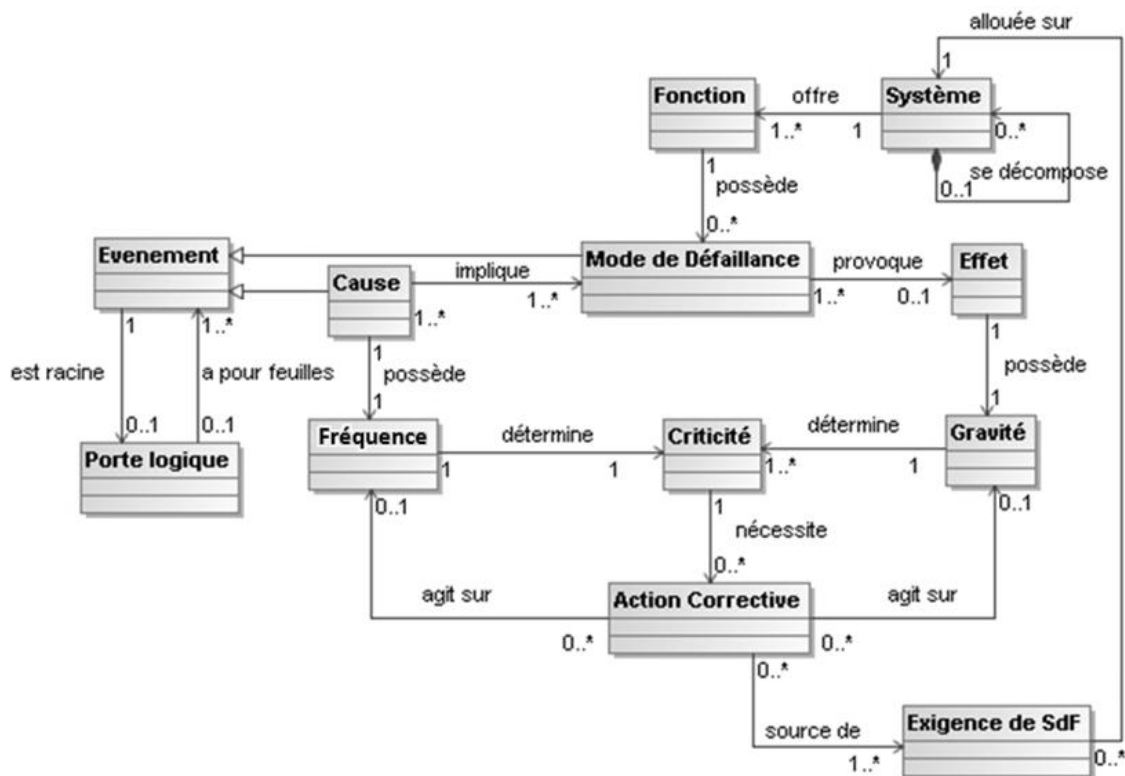 allouée sur
1
Fonction
offre
Système
1..*
1
0..*
1
possède
se décompose
0..1
0..*
Evenement
Mode de Défaillance
provoque
Effet
Cause
implique
1..*
1..*
0..1
1
1..*
1..*
1
1
est racine
a pour feuilles
possède
possède
0..1
0..1
1
1
Porte logique
Fréquence
détermine
Criticité
détermine
Gravité
1
1
1..*
1
0..1
1
0..1
nécessite
0..*
agit sur
Action Corrective
agit sur
0..*
0..*
0..*
source de
Exigence de SdF
1..*
0..*